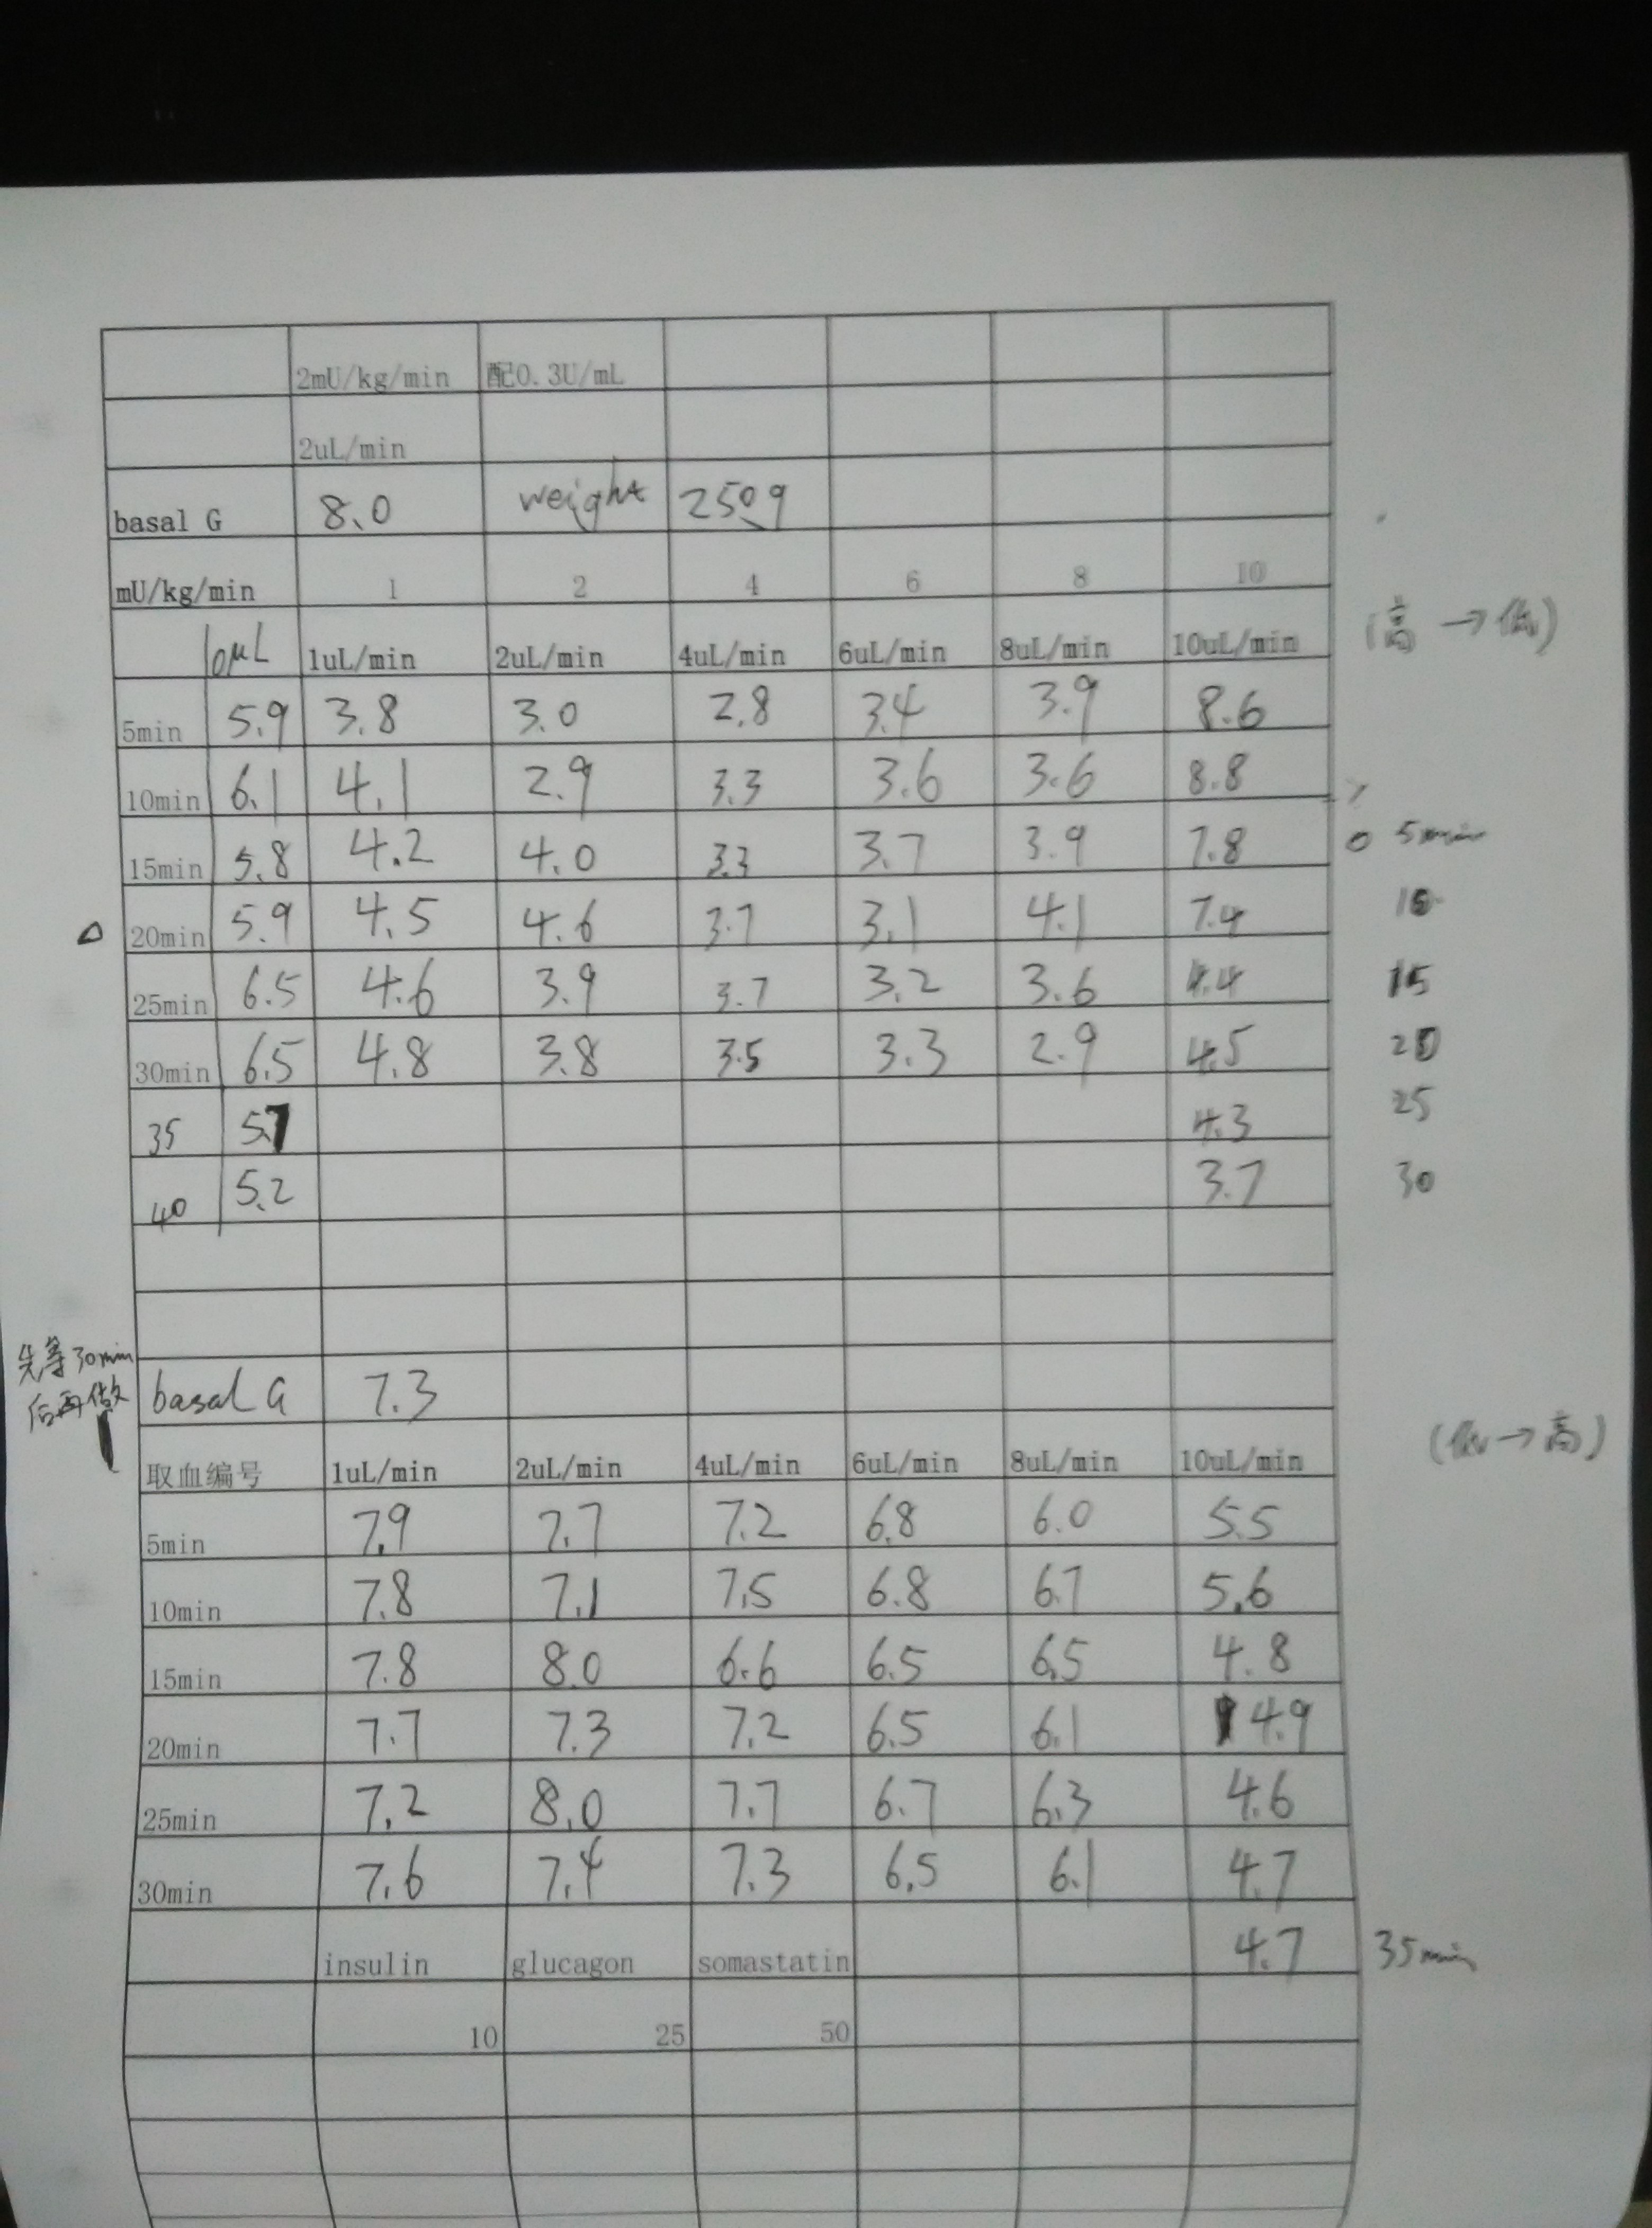 2mU/kg/min 配0.3U/mL
2uL/min
basal G 8.0 weight 250g
mU/kg/min 1 2 4 6 8 10
10μL 1uL/min 2uL/min 4uL/min 6uL/min 8uL/min 10uL/min (高→低)
5min 5.9 3.8 3.0 2.8 3.4 3.9 8.6
10min 6.1 4.1 2.9 3.3 3.6 3.6 8.8
15min 5.8 4.2 4.0 3.3 3.7 3.9 7.8 0 5min
20min 5.9 4.5 4.6 3.7 3.1 4.1 7.4 10
25min 6.5 4.6 3.9 3.7 3.2 3.6 4.4 15
30min 6.5 4.8 3.8 3.5 3.3 2.9 4.5 20
35 5.7 4.3 25
40 5.2 3.7 30
先等30min
后再做
basal G 7.3
取血编号 1uL/min 2uL/min 4uL/min 6uL/min 8uL/min 10uL/min (低→高)
5min 7.9 7.7 7.2 6.8 6.0 5.5
10min 7.8 7.1 7.5 6.8 6.7 5.6
15min 7.8 8.0 6.6 6.5 6.5 4.8
20min 7.7 7.3 7.2 6.5 6.1 4.9
25min 7.2 8.0 7.7 6.7 6.3 4.6
30min 7.6 7.4 7.3 6.5 6.1 4.7
insulin glucagon somastatin 4.7 35min
10 25 50